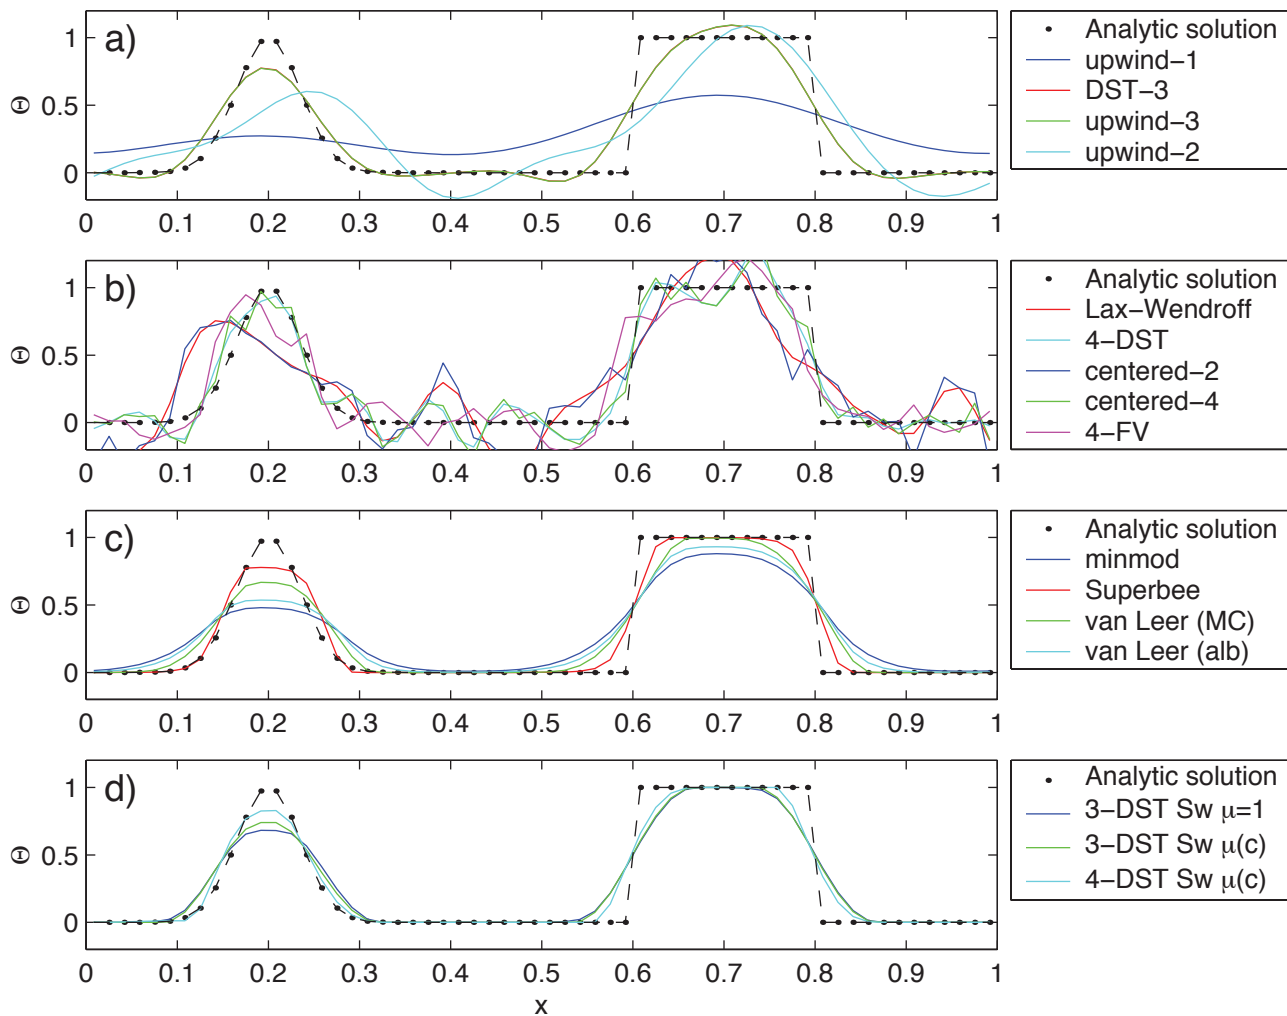 a)
Θ
1
0.5
0
0 0.1 0.2 0.3 0.4 0.5 0.6 0.7 0.8 0.9 1
Analytic solution
upwind−1
DST−3
upwind−3
upwind−2
b)
Θ
1
0.5
0
0 0.1 0.2 0.3 0.4 0.5 0.6 0.7 0.8 0.9 1
Analytic solution
Lax−Wendroff
4−DST
centered−2
centered−4
4−FV
c)
Θ
1
0.5
0
0 0.1 0.2 0.3 0.4 0.5 0.6 0.7 0.8 0.9 1
Analytic solution
minmod
Superbee
van Leer (MC)
van Leer (alb)
d)
Θ
1
0.5
0
0 0.1 0.2 0.3 0.4 0.5 0.6 0.7 0.8 0.9 1
x
Analytic solution
3−DST Sw μ=1
3−DST Sw μ(c)
4−DST Sw μ(c)